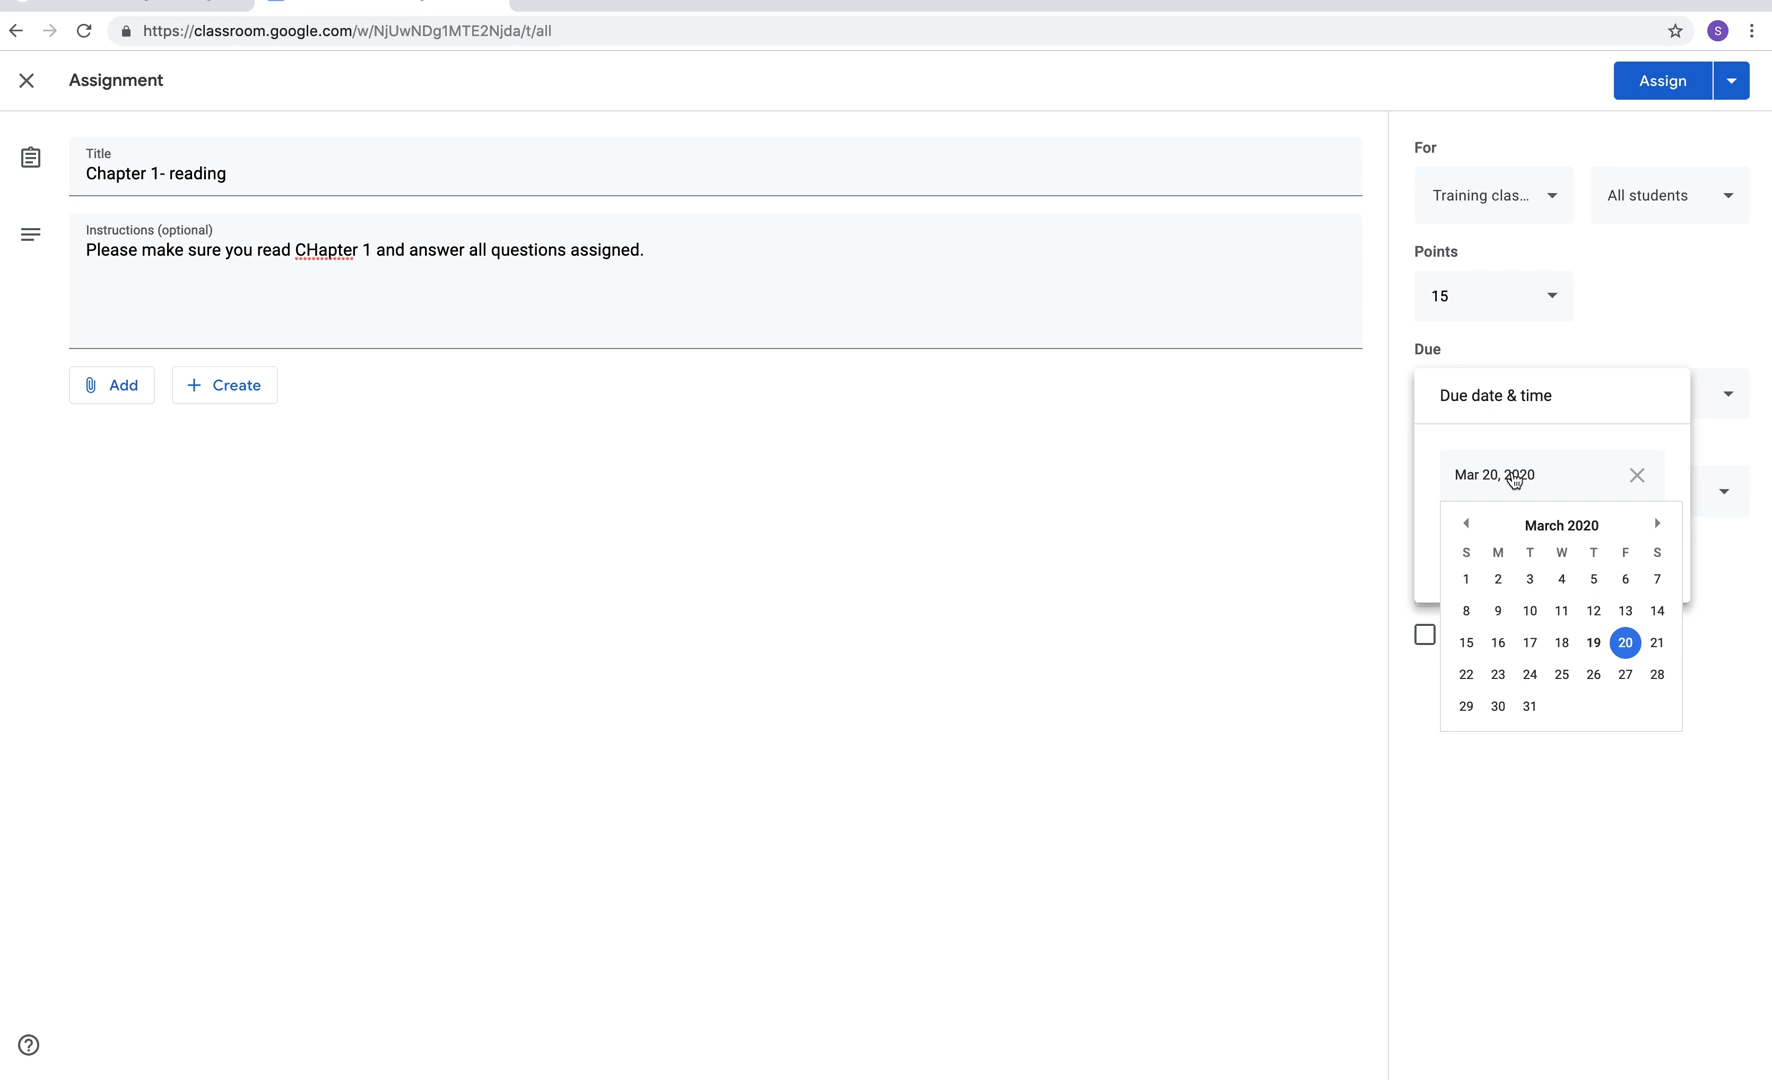 https://classroom.google.com/w/NjUwNDg1MTE2Njda/t/all
S
Assignment
Assign
Title
Chapter 1- reading
Instructions (optional)
Please make sure you read CHapter 1 and answer all questions assigned.
Add
Create
For
Training clas...
All students
Points
15
Due
Due date & time
Mar 20, 2020
March 2020
S M T W T F S
1 2 3 4 5 6 7
8 9 10 11 12 13 14
15 16 17 18 19 20 21
22 23 24 25 26 27 28
29 30 31